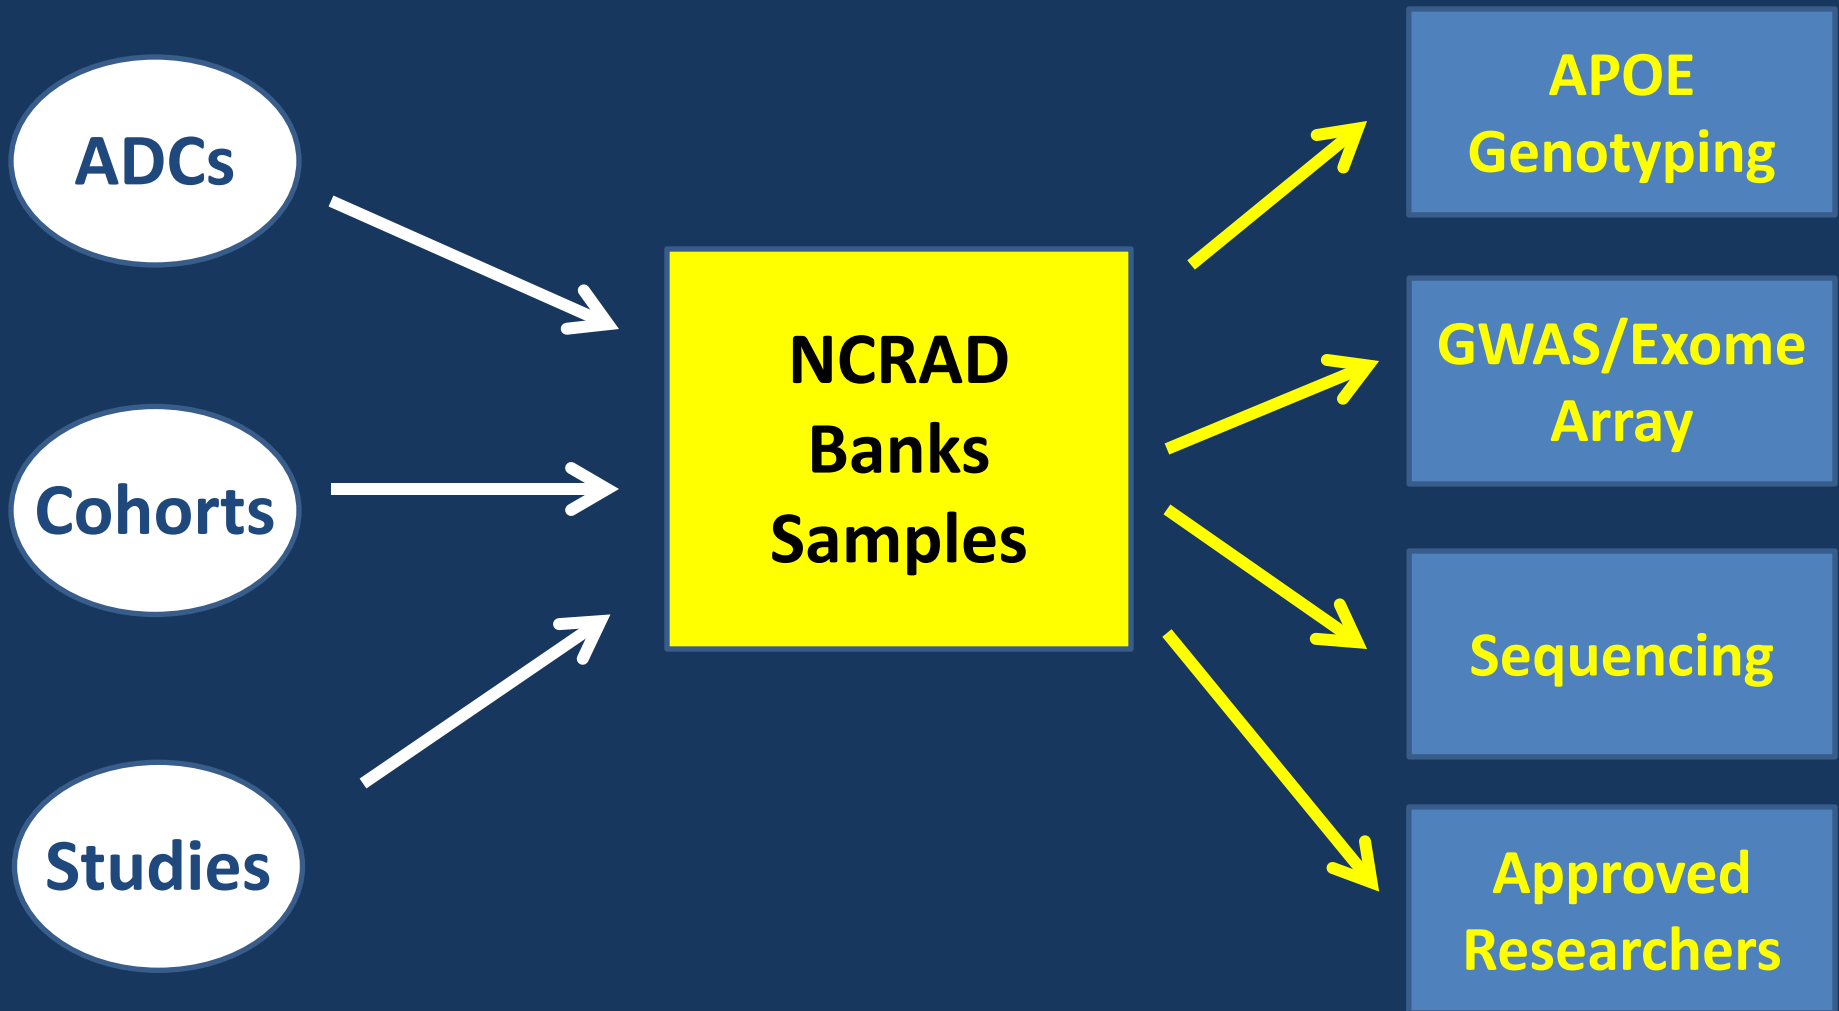 ADCs
Cohorts
Studies
NCRAD
Banks
Samples
APOE
Genotyping
GWAS/Exome
Array
Sequencing
Approved
Researchers